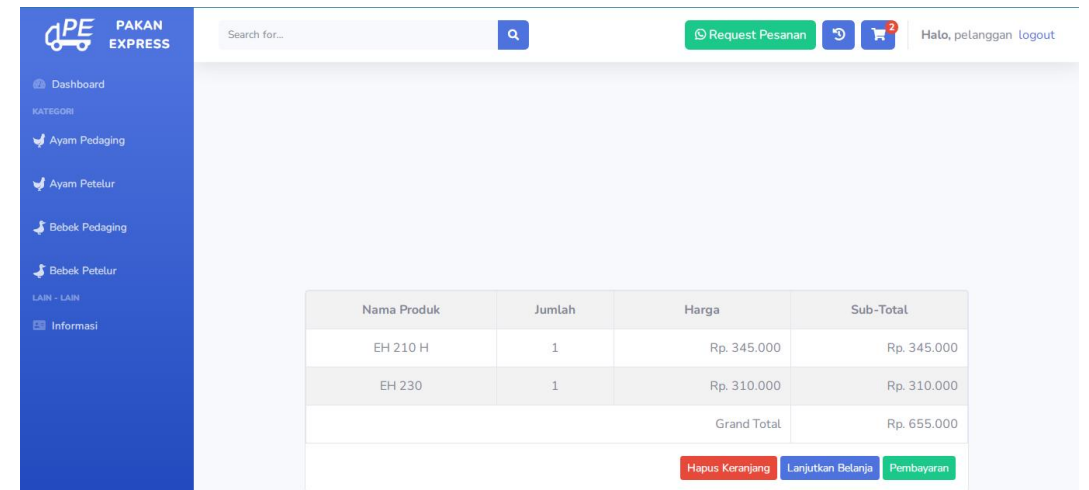 PE PAKAN
EXPRESS
Search for...
Request Pesanan
2
Halo, pelanggan logout
Dashboard
KATEGORI
Ayam Pedaging
Ayam Petelur
Bebek Pedaging
Bebek Petelur
LAIN - LAIN
Informasi
Nama Produk Jumlah Harga Sub-Total
EH 210 H 1 Rp. 345.000 Rp. 345.000
EH 230 1 Rp. 310.000 Rp. 310.000
Grand Total Rp. 655.000
Hapus Keranjang Lanjutkan Belanja Pembayaran